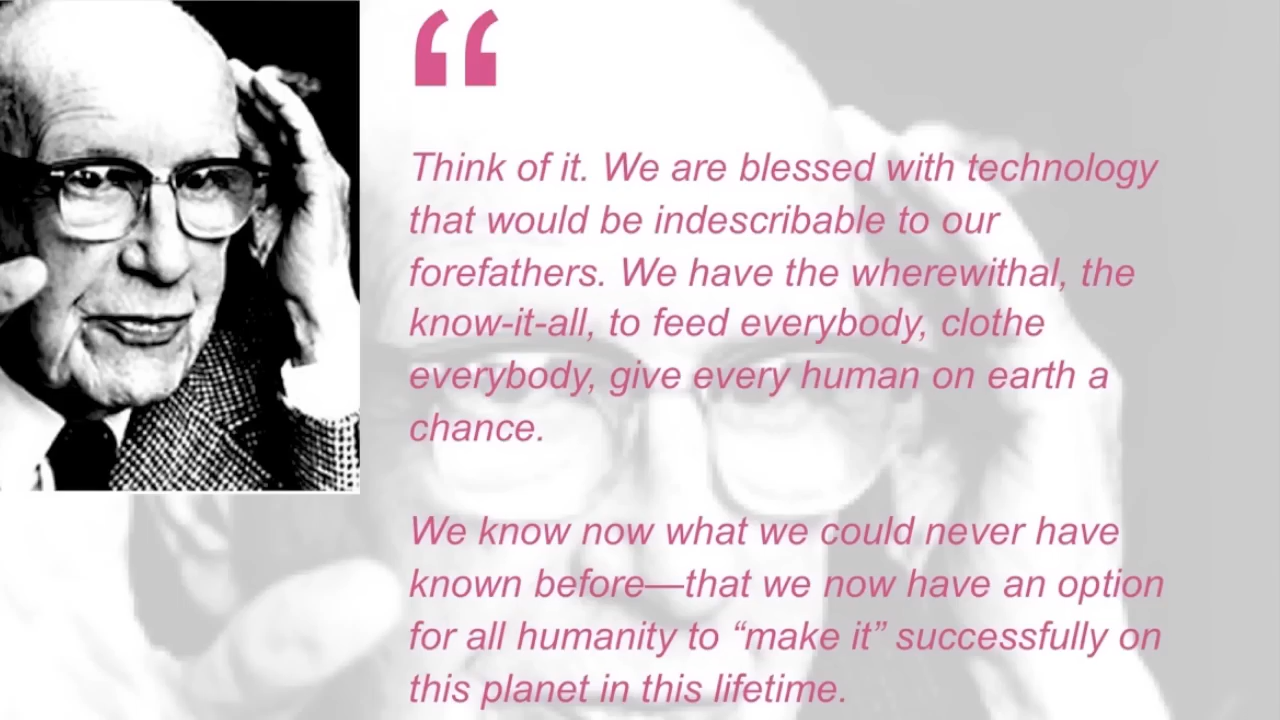 “
Think of it. We are blessed with technology
that would be indescribable to our
forefathers. We have the wherewithal, the
know-it-all, to feed everybody, clothe
everybody, give every human on earth a
chance.
We know now what we could never have
known before—that we now have an option
for all humanity to “make it” successfully on
this planet in this lifetime.